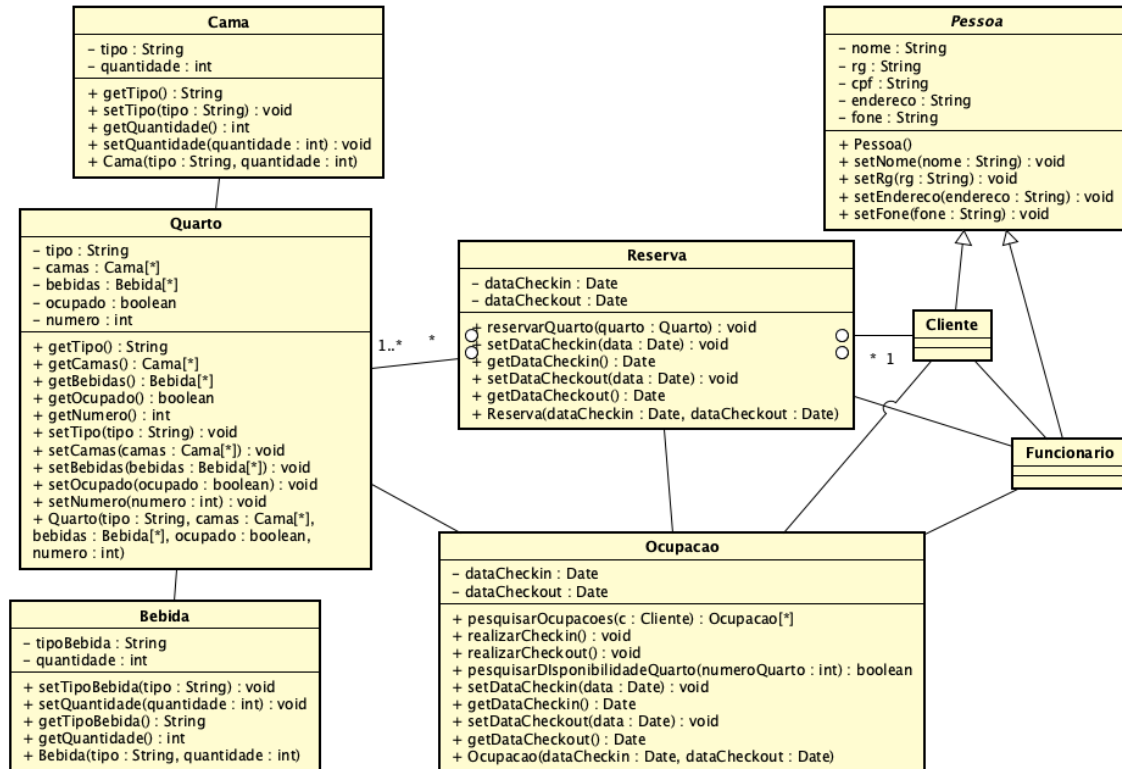 Cama
– tipo : String
– quantidade : int
+ getTipo() : String
+ setTipo(tipo : String) : void
+ getQuantidade() : int
+ setQuantidade(quantidade : int) : void
+ Cama(tipo : String, quantidade : int)
Pessoa
– nome : String
– rg : String
– cpf : String
– endereco : String
– fone : String
+ Pessoa()
+ setNome(nome : String) : void
+ setRg(rg : String) : void
+ setEndereco(endereco : String) : void
+ setFone(fone : String) : void
Quarto
– tipo : String
– camas : Cama[*]
– bebidas : Bebida[*]
– ocupado : boolean
– numero : int
+ getTipo() : String
+ getCamas() : Cama[*]
+ getBebidas() : Bebida[*]
+ getOcupado() : boolean
+ getNumero() : int
+ setTipo(tipo : String) : void
+ setCamas(camas : Cama[*]) : void
+ setBebidas(bebidas : Bebida[*]) : void
+ setOcupado(ocupado : boolean) : void
+ setNumero(numero : int) : void
+ Quarto(tipo : String, camas : Cama[*],
bebidas : Bebida[*], ocupado : boolean,
numero : int)
1..* *
Reserva
– dataCheckin : Date
– dataCheckout : Date
+ reservarQuarto(quarto : Quarto) : void
+ setDataCheckin(data : Date) : void
+ getDataCheckin() : Date
+ setDataCheckout(data : Date) : void
+ getDataCheckout() : Date
+ Reserva(dataCheckin : Date, dataCheckout : Date)
* 1
Cliente
Funcionario
Bebida
– tipoBebida : String
– quantidade : int
+ setTipoBebida(tipo : String) : void
+ setQuantidade(quantidade : int) : void
+ getTipoBebida() : String
+ getQuantidade() : int
+ Bebida(tipo : String, quantidade : int)
Ocupacao
– dataCheckin : Date
– dataCheckout : Date
+ pesquisarOcupacoes(c : Cliente) : Ocupacao[*]
+ realizarCheckin() : void
+ realizarCheckout() : void
+ pesquisarDIsponibilidadeQuarto(numeroQuarto : int) : boolean
+ setDataCheckin(data : Date) : void
+ getDataCheckin() : Date
+ setDataCheckout(data : Date) : void
+ getDataCheckout() : Date
+ Ocupacao(dataCheckin : Date, dataCheckout : Date)